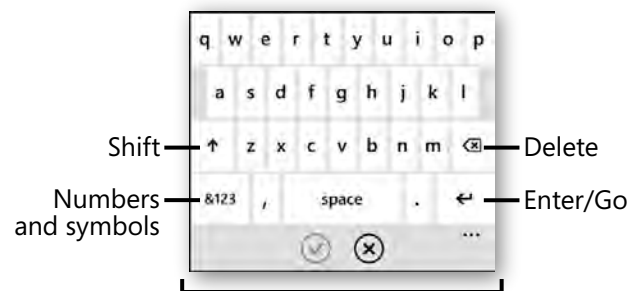 q w e r t y u i o p
a s d f g h j k l
Shift ↑ z x c v b n m ⌫ Delete
Numbers and symbols &123 , space . ↵ Enter/Go
...